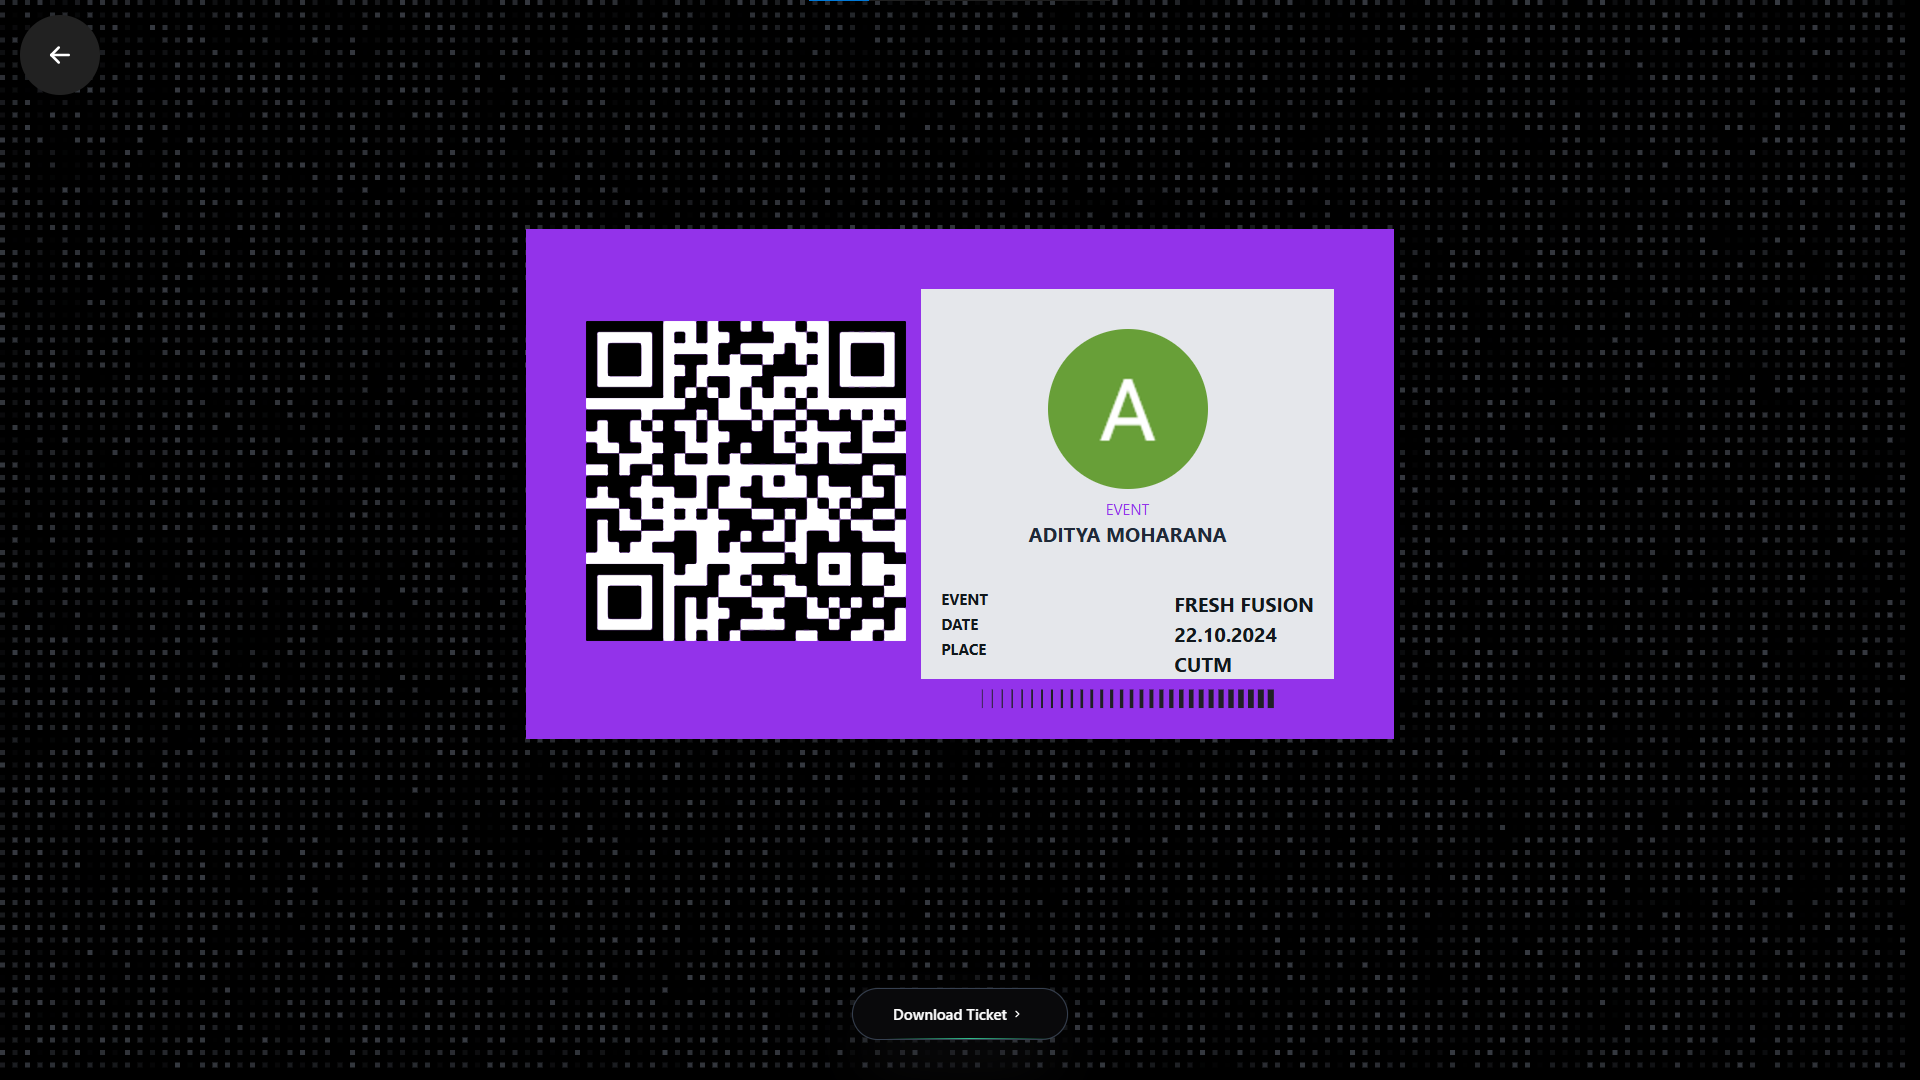 A
EVENT
ADITYA MOHARANA
EVENT FRESH FUSION
DATE 22.10.2024
PLACE CUTM
Download Ticket ›